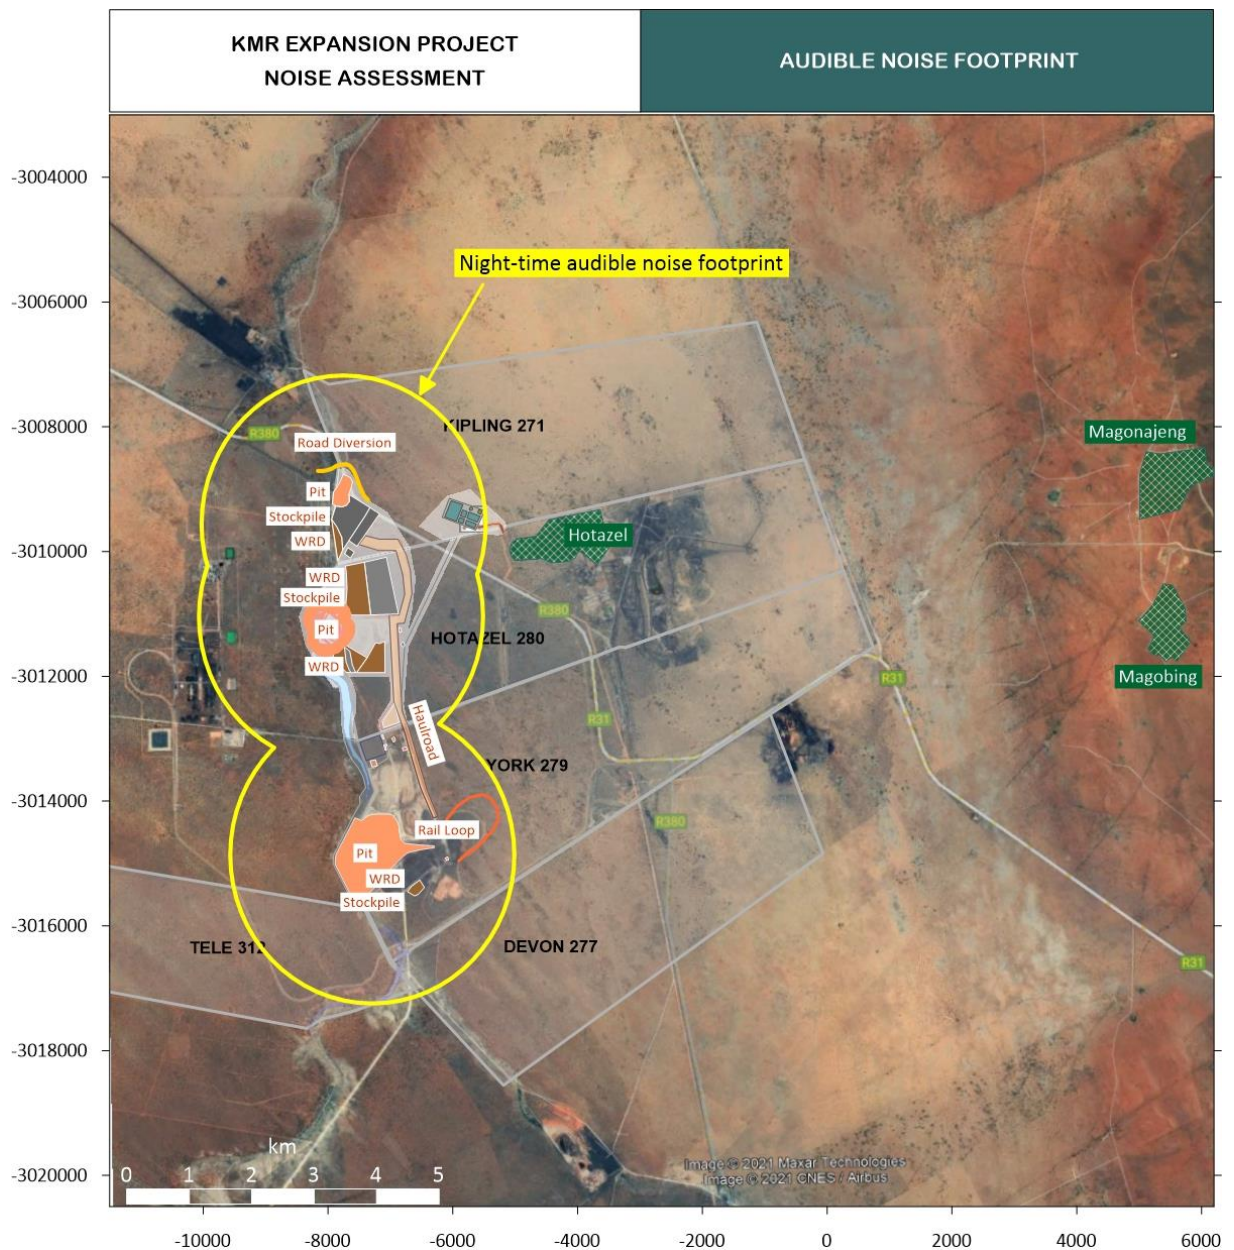 KMR EXPANSION PROJECT
NOISE ASSESSMENT
AUDIBLE NOISE FOOTPRINT
-3004000
Night-time audible noise footprint
-3006000
-3008000
KIPLING 271
R380
Road Diversion
Magonajeng
Pit
Stockpile
WRD
Hotazel
-3010000
WRD
Stockpile
R380
Pit
HOTAZEL 280
WRD
-3012000
R31
Magobing
R31
Haulroad
YORK 279
-3014000
R380
Rail Loop
Pit
WRD
Stockpile
-3016000
TELE 312
DEVON 277
R31
-3018000
km
0 1 2 3 4 5
-3020000
Image © 2021 Maxar Technologies
Image © 2021 CNES / Airbus
-10000 -8000 -6000 -4000 -2000 0 2000 4000 6000